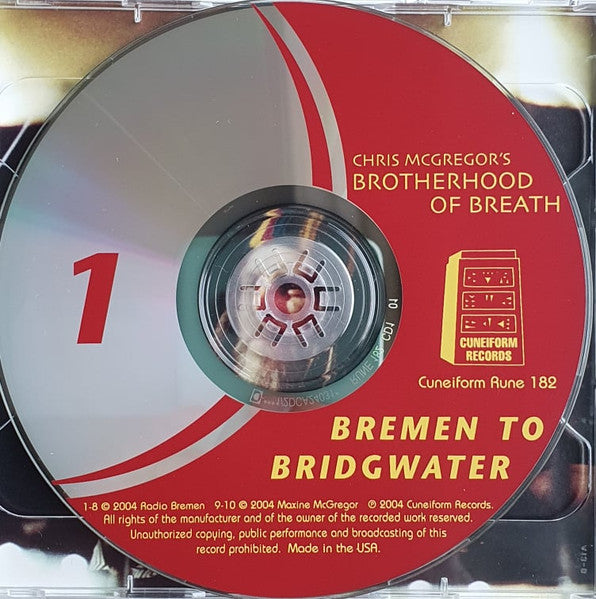 CHRIS MCGREGOR'S
BROTHERHOOD
OF BREATH
1
CUNEIFORM
RECORDS
Cuneiform Rune 182
BREMEN TO
BRIDGWATER
1-8 © 2004 Radio Bremen 9-10 © 2004 Maxine McGregor ℗ 2004 Cuneiform Records.
All rights of the manufacturer and of the owner of the recorded work reserved.
Unauthorized copying, public performance and broadcasting of this
record prohibited. Made in the USA.